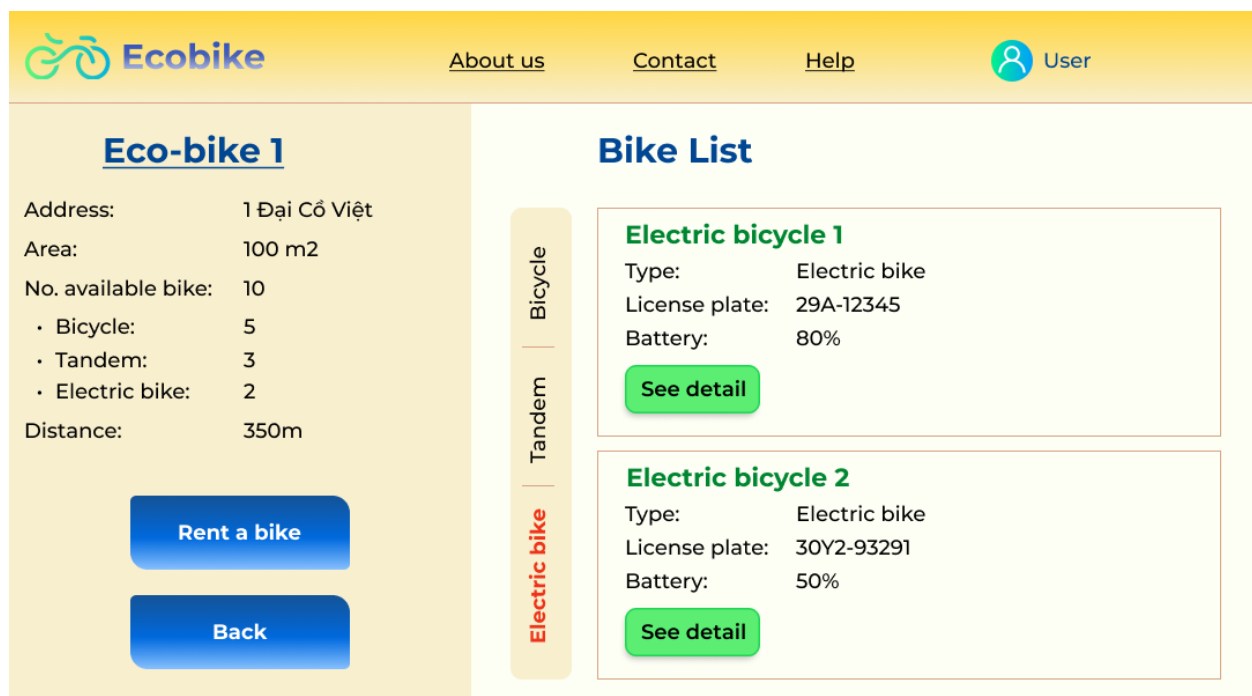 Ecobike
About us
Contact
Help
User
Eco-bike 1
Address: 1 Đại Cồ Việt
Area: 100 m2
No. available bike: 10
• Bicycle: 5
• Tandem: 3
• Electric bike: 2
Distance: 350m
Rent a bike
Back
Bike List
Bicycle
Tandem
Electric bike
Electric bicycle 1
Type: Electric bike
License plate: 29A-12345
Battery: 80%
See detail
Electric bicycle 2
Type: Electric bike
License plate: 30Y2-93291
Battery: 50%
See detail